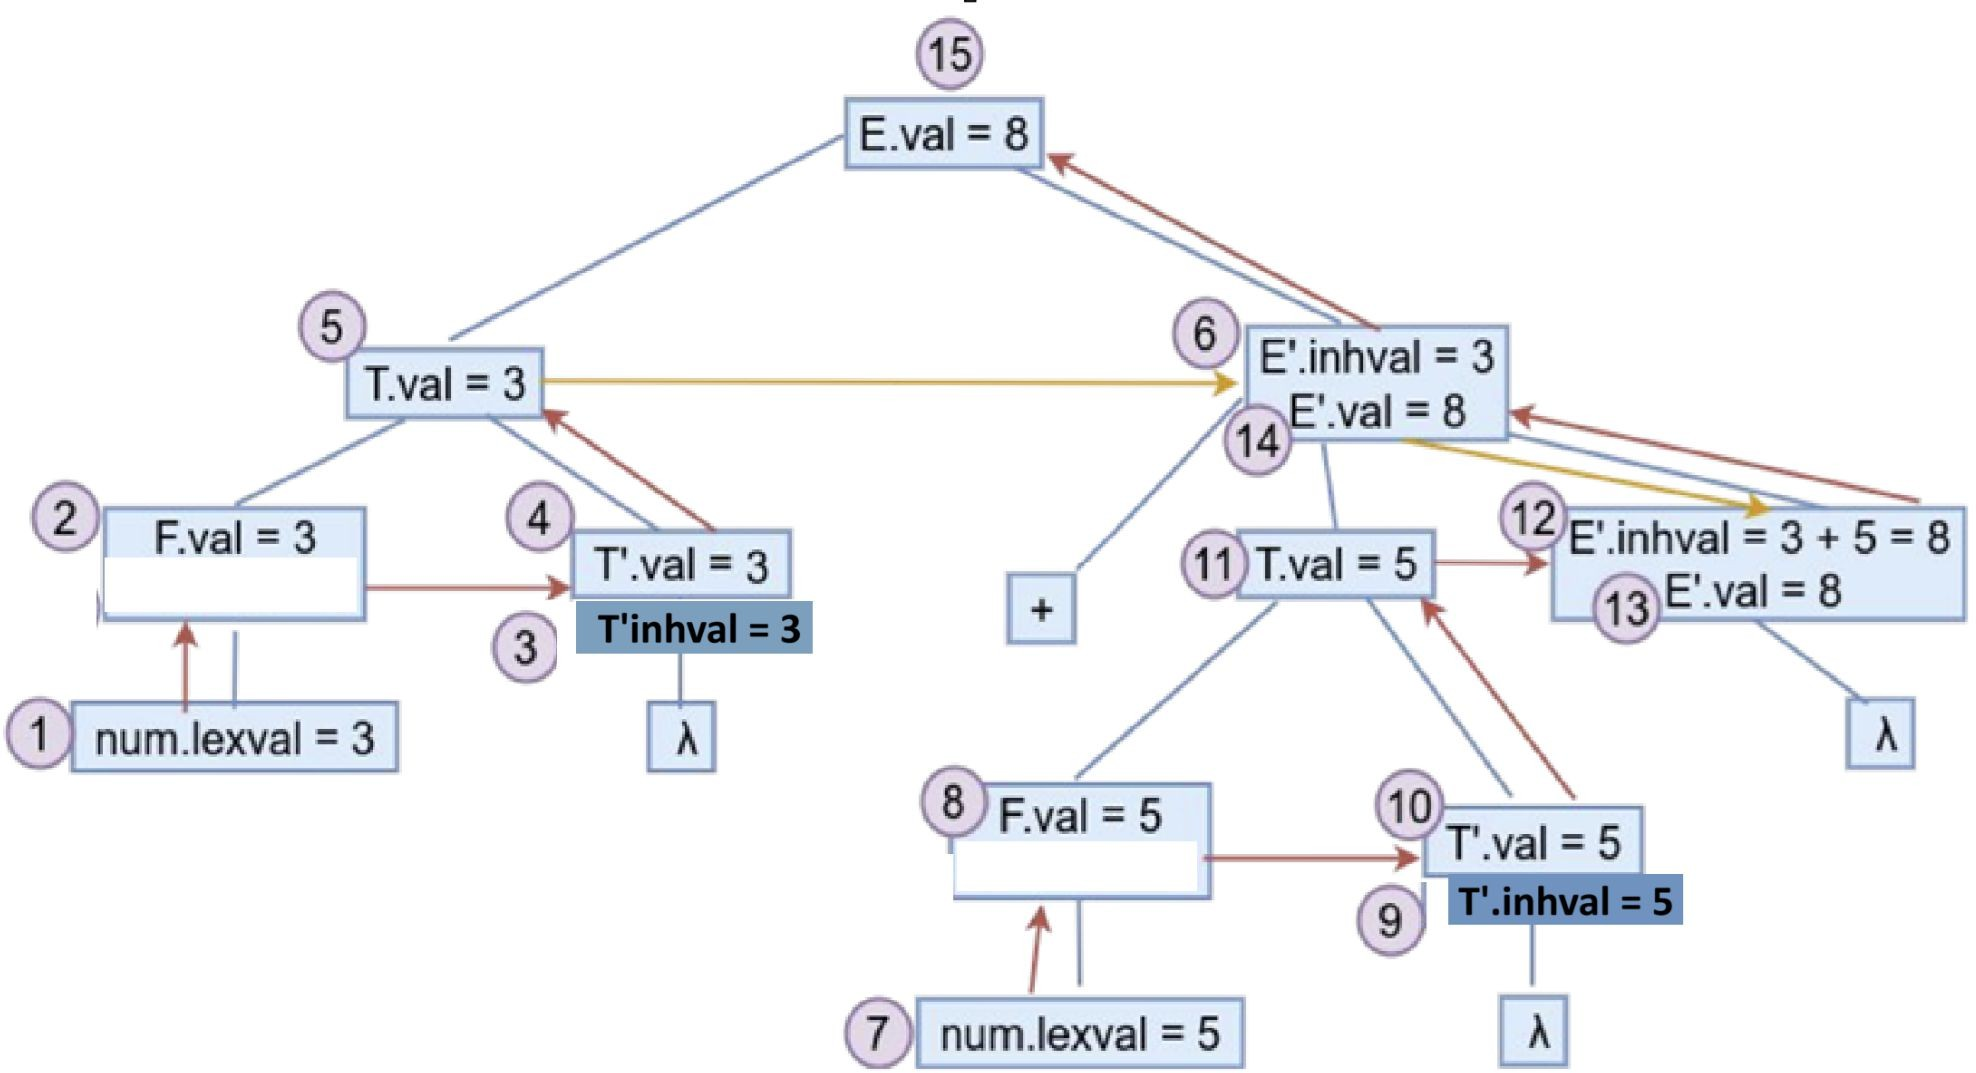 15
E.val = 8
5
T.val = 3
6
E'.inhval = 3
E'.val = 8
14
2
F.val = 3
4
T'.val = 3
3
T'inhval = 3
1
num.lexval = 3
λ
+
11
T.val = 5
12
E'.inhval = 3 + 5 = 8
13
E'.val = 8
λ
8
F.val = 5
10
T'.val = 5
9
T'.inhval = 5
7
num.lexval = 5
λ